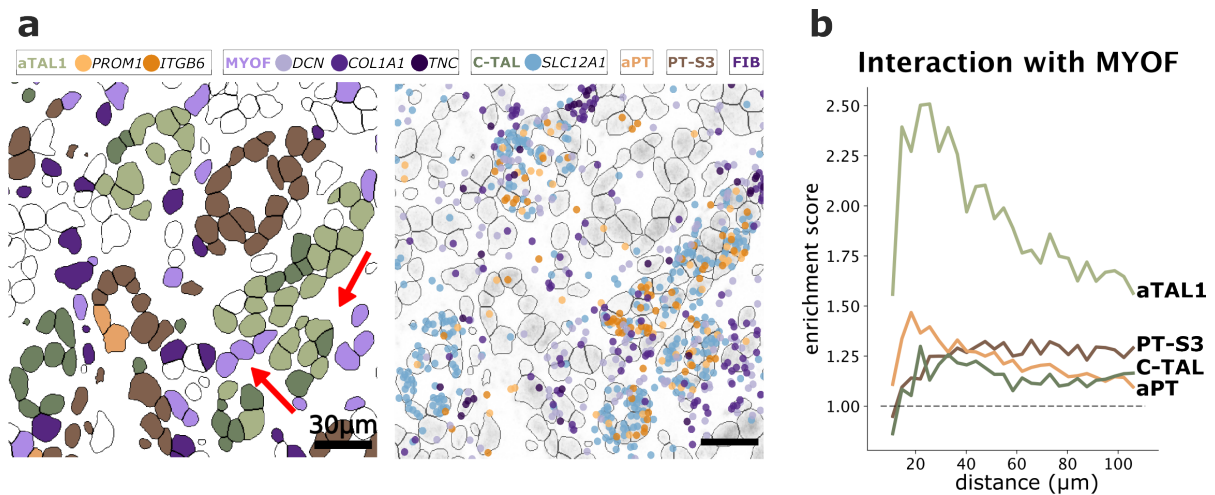 a
aTAL1 PROM1 ITGB6 MYOF DCN COL1A1 TNC C-TAL SLC12A1 aPT PT-S3 FIB
30µm
b
Interaction with MYOF
enrichment score
2.50
2.25
2.00
1.75
1.50
1.25
1.00
aTAL1
PT-S3
C-TAL
aPT
20 40 60 80 100
distance (µm)